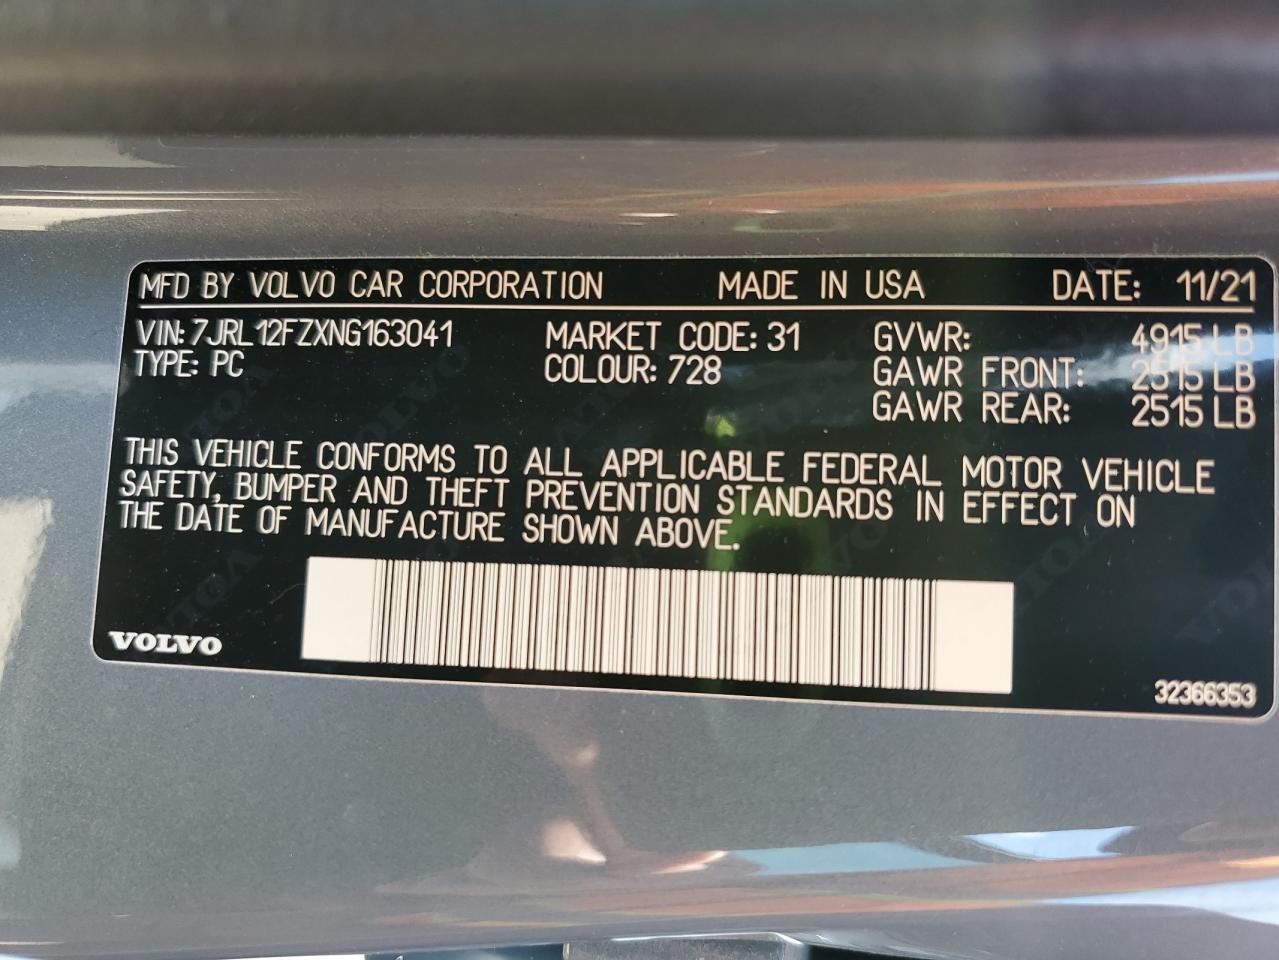 MFD BY VOLVO CAR CORPORATION MADE IN USA DATE: 11/21
VIN: 7JRL12FZXNG163041 MARKET CODE: 31 GVWR: 4915 LB
TYPE: PC COLOUR: 728 GAWR FRONT: 2515 LB
GAWR REAR: 2515 LB
THIS VEHICLE CONFORMS TO ALL APPLICABLE FEDERAL MOTOR VEHICLE
SAFETY, BUMPER AND THEFT PREVENTION STANDARDS IN EFFECT ON
THE DATE OF MANUFACTURE SHOWN ABOVE.
VOLVO
32366353